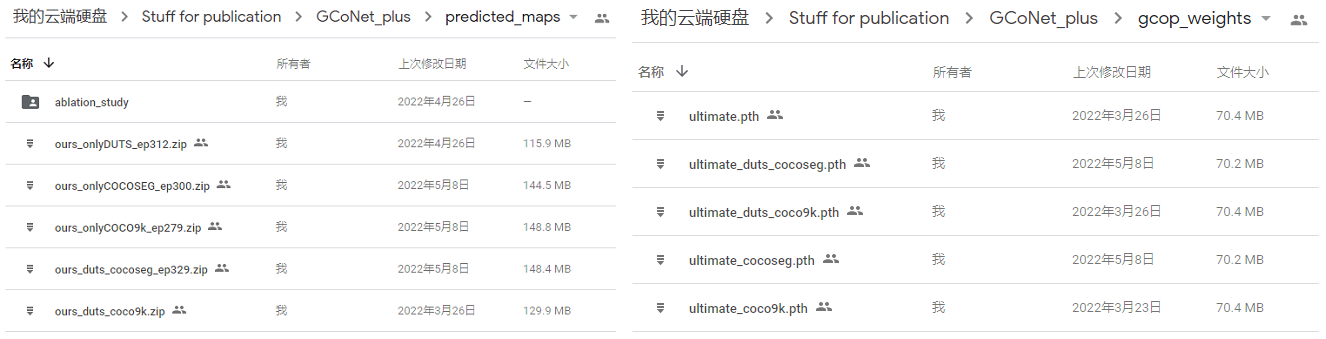 我的云端硬盘 > Stuff for publication > GCoNet_plus > predicted_maps
名称 所有者 上次修改日期 文件大小
ablation_study 我 2022年4月26日 —
ours_onlyDUTS_ep312.zip 我 2022年4月26日 115.9 MB
ours_onlyCOCOSEG_ep300.zip 我 2022年5月8日 144.5 MB
ours_onlyCOCO9k_ep279.zip 我 2022年5月8日 148.8 MB
ours_duts_cocoseg_ep329.zip 我 2022年5月8日 148.4 MB
ours_duts_coco9k.zip 我 2022年3月26日 129.9 MB
我的云端硬盘 > Stuff for publication > GCoNet_plus > gcop_weights
名称 所有者 上次修改日期 文件大小
ultimate.pth 我 2022年3月26日 70.4 MB
ultimate_duts_cocoseg.pth 我 2022年5月8日 70.2 MB
ultimate_duts_coco9k.pth 我 2022年3月26日 70.4 MB
ultimate_cocoseg.pth 我 2022年5月8日 70.2 MB
ultimate_coco9k.pth 我 2022年3月23日 70.4 MB